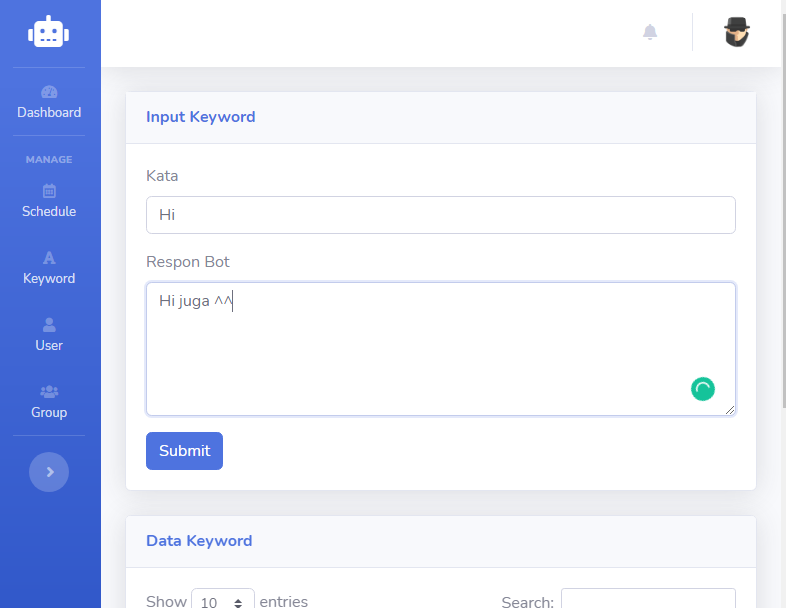 Dashboard
MANAGE
Schedule
Keyword
User
Group
Input Keyword
Kata
Hi
Respon Bot
Hi juga ^^
Submit
Data Keyword
Show 10 entries Search: